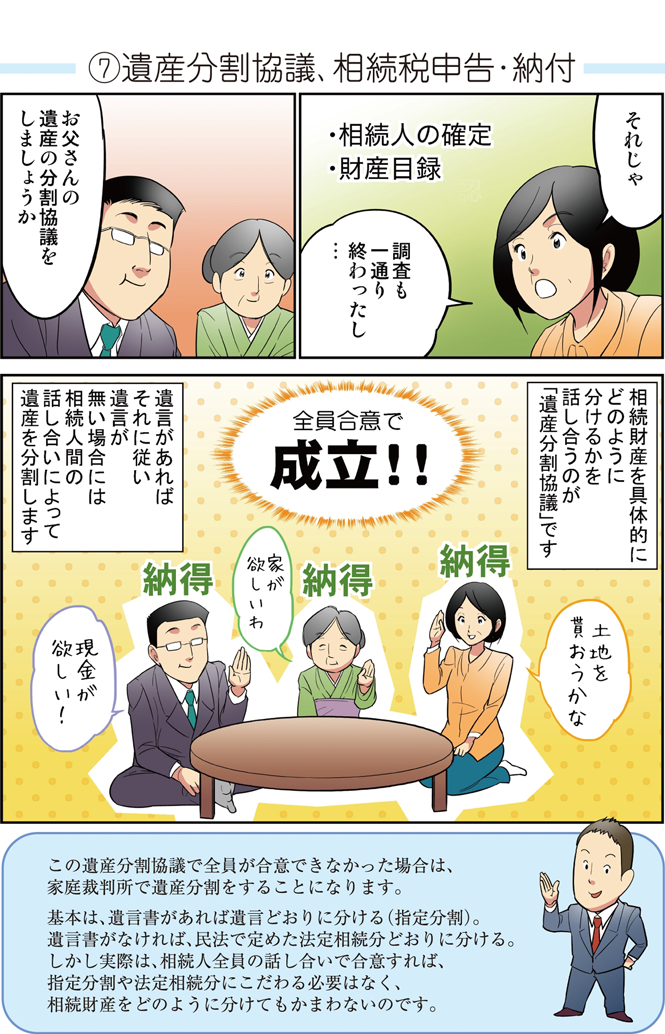 ⑦遺産分割協議、相続税申告・納付
それじゃ
・相続人の確定
・財産目録
調査も
一通り
終わったし
…
お父さんの
遺産の分割協議を
しましょうか
相続財産を具体的に
どのように
分けるかを
話し合うのが
「遺産分割協議」です
全員合意で
成立!!
遺言があれば
それに従い
遺言が
無い場合には
相続人間の
話し合いによって
遺産を分割します
納得
土地を
貰おうかな
納得
家が
欲しいわ
納得
現金が
欲しい!
この遺産分割協議で全員が合意できなかった場合は、
家庭裁判所で遺産分割をすることになります。
基本は、遺言書があれば遺言どおりに分ける(指定分割)。
遺言書がなければ、民法で定めた法定相続分どおりに分ける。
しかし実際は、相続人全員の話し合いで合意すれば、
指定分割や法定相続分にこだわる必要はなく、
相続財産をどのように分けてもかまわないのです。